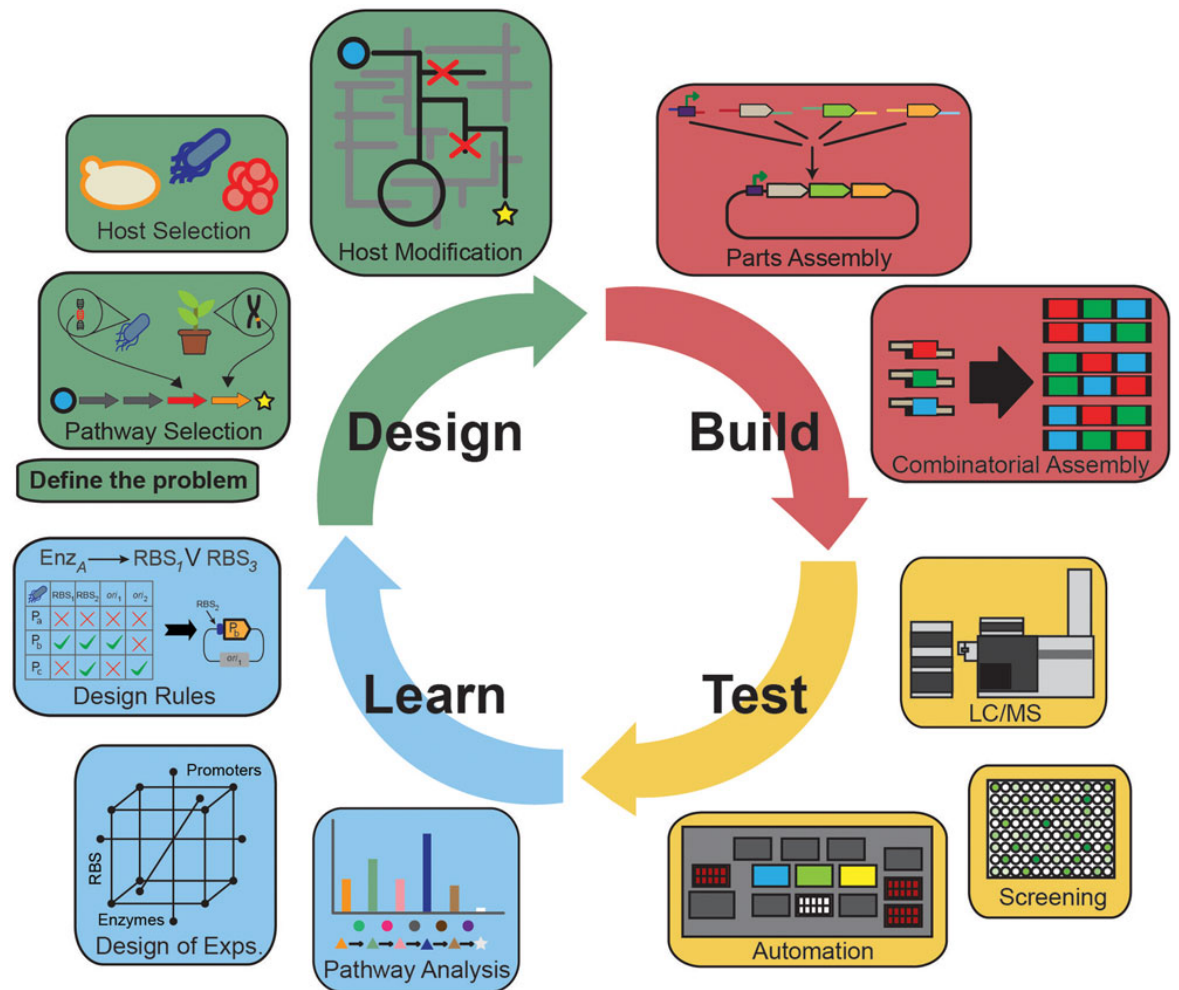 Host Modification
Host Selection
Pathway Selection
Define the problem
Design
Build
Parts Assembly
Combinatorial Assembly
Test
LC/MS
Screening
Automation
Learn
Pathway Analysis
Promoters
RBS
Enzymes
Design of Exps.
Enz_A → RBS_1 V RBS_3
RBS_1 RBS_2 ori_1 ori_2
P_a
P_b
P_c
RBS_2
P_b
ori_1
Design Rules